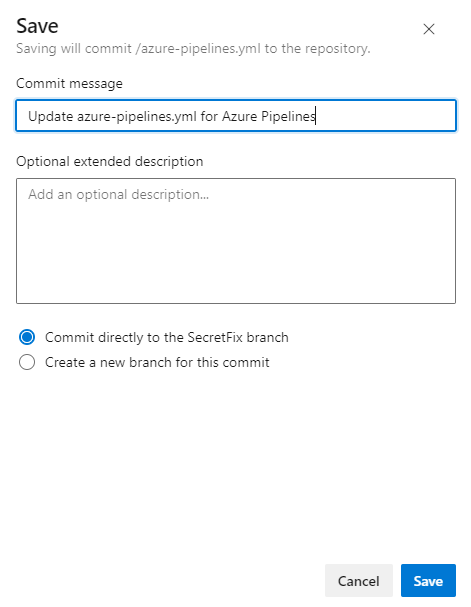 Save
Saving will commit /azure-pipelines.yml to the repository.
Commit message
Update azure-pipelines.yml for Azure Pipelines
Optional extended description
Add an optional description...
Commit directly to the SecretFix branch
Create a new branch for this commit
Cancel
Save